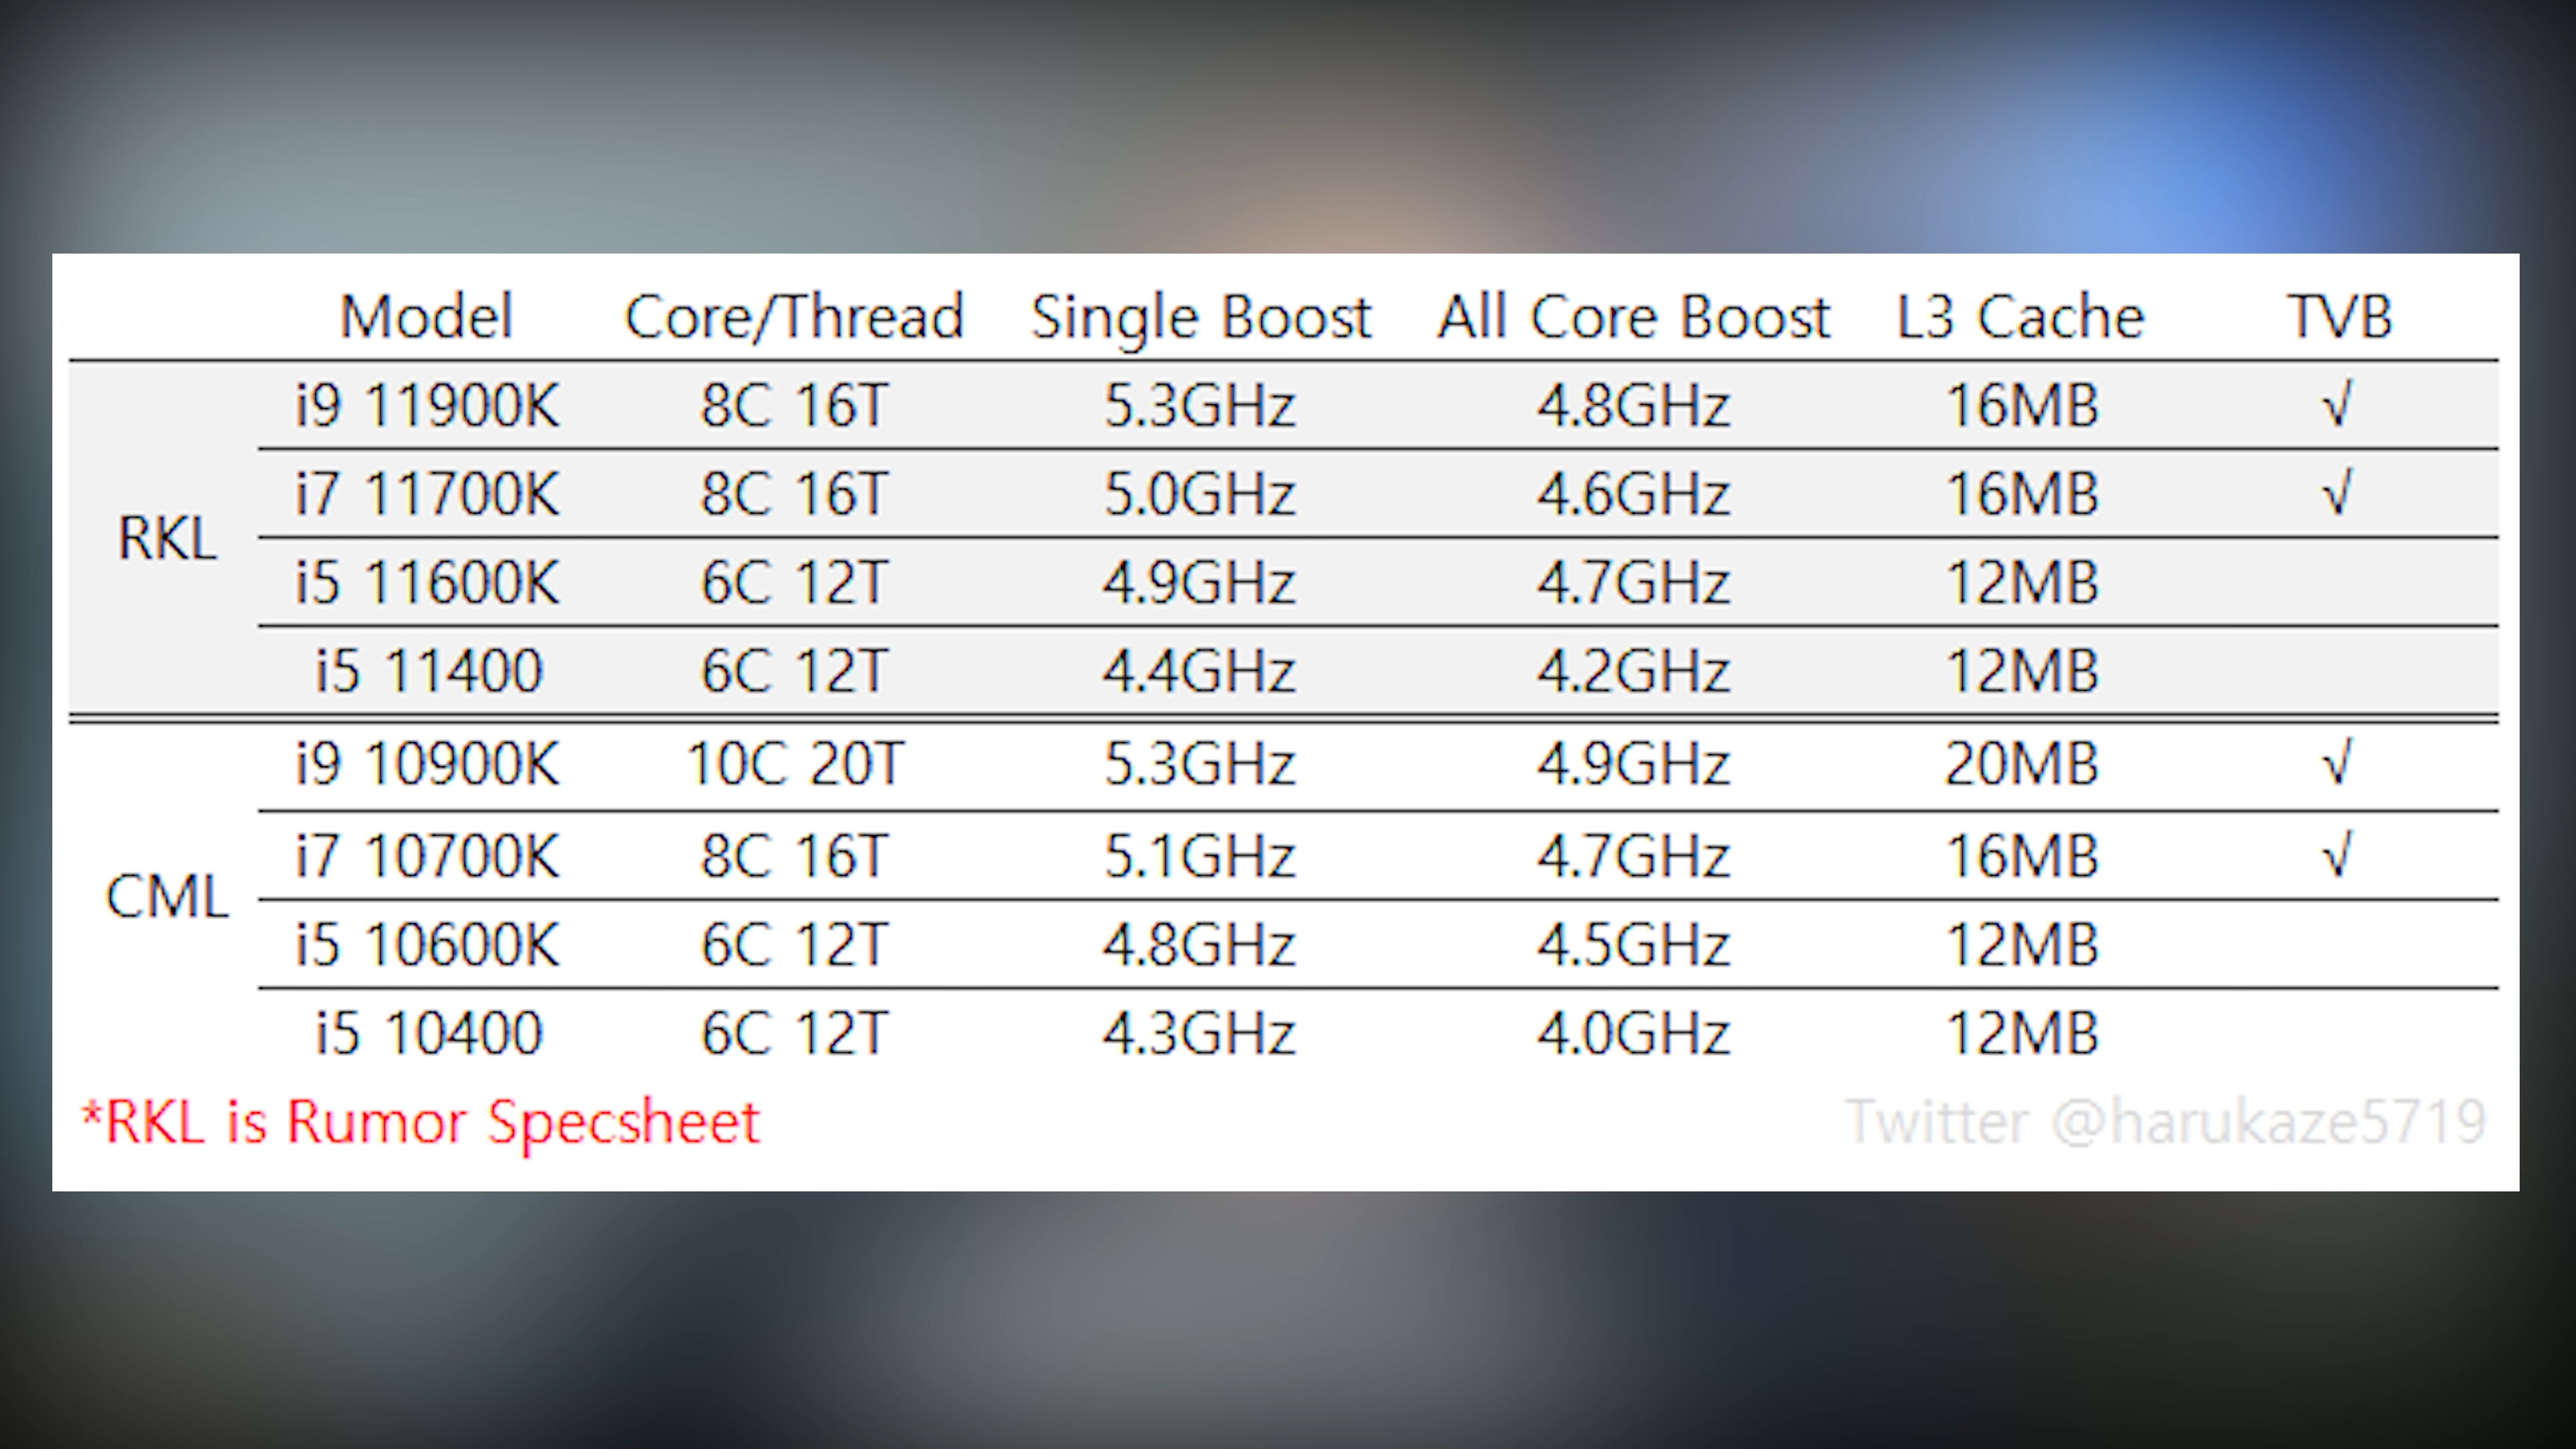 Model Core/Thread Single Boost All Core Boost L3 Cache TVB
i9 11900K 8C 16T 5.3GHz 4.8GHz 16MB √
i7 11700K 8C 16T 5.0GHz 4.6GHz 16MB √
RKL
i5 11600K 6C 12T 4.9GHz 4.7GHz 12MB
i5 11400 6C 12T 4.4GHz 4.2GHz 12MB
i9 10900K 10C 20T 5.3GHz 4.9GHz 20MB √
i7 10700K 8C 16T 5.1GHz 4.7GHz 16MB √
CML
i5 10600K 6C 12T 4.8GHz 4.5GHz 12MB
i5 10400 6C 12T 4.3GHz 4.0GHz 12MB
*RKL is Rumor Specsheet
Twitter @harukaze5719